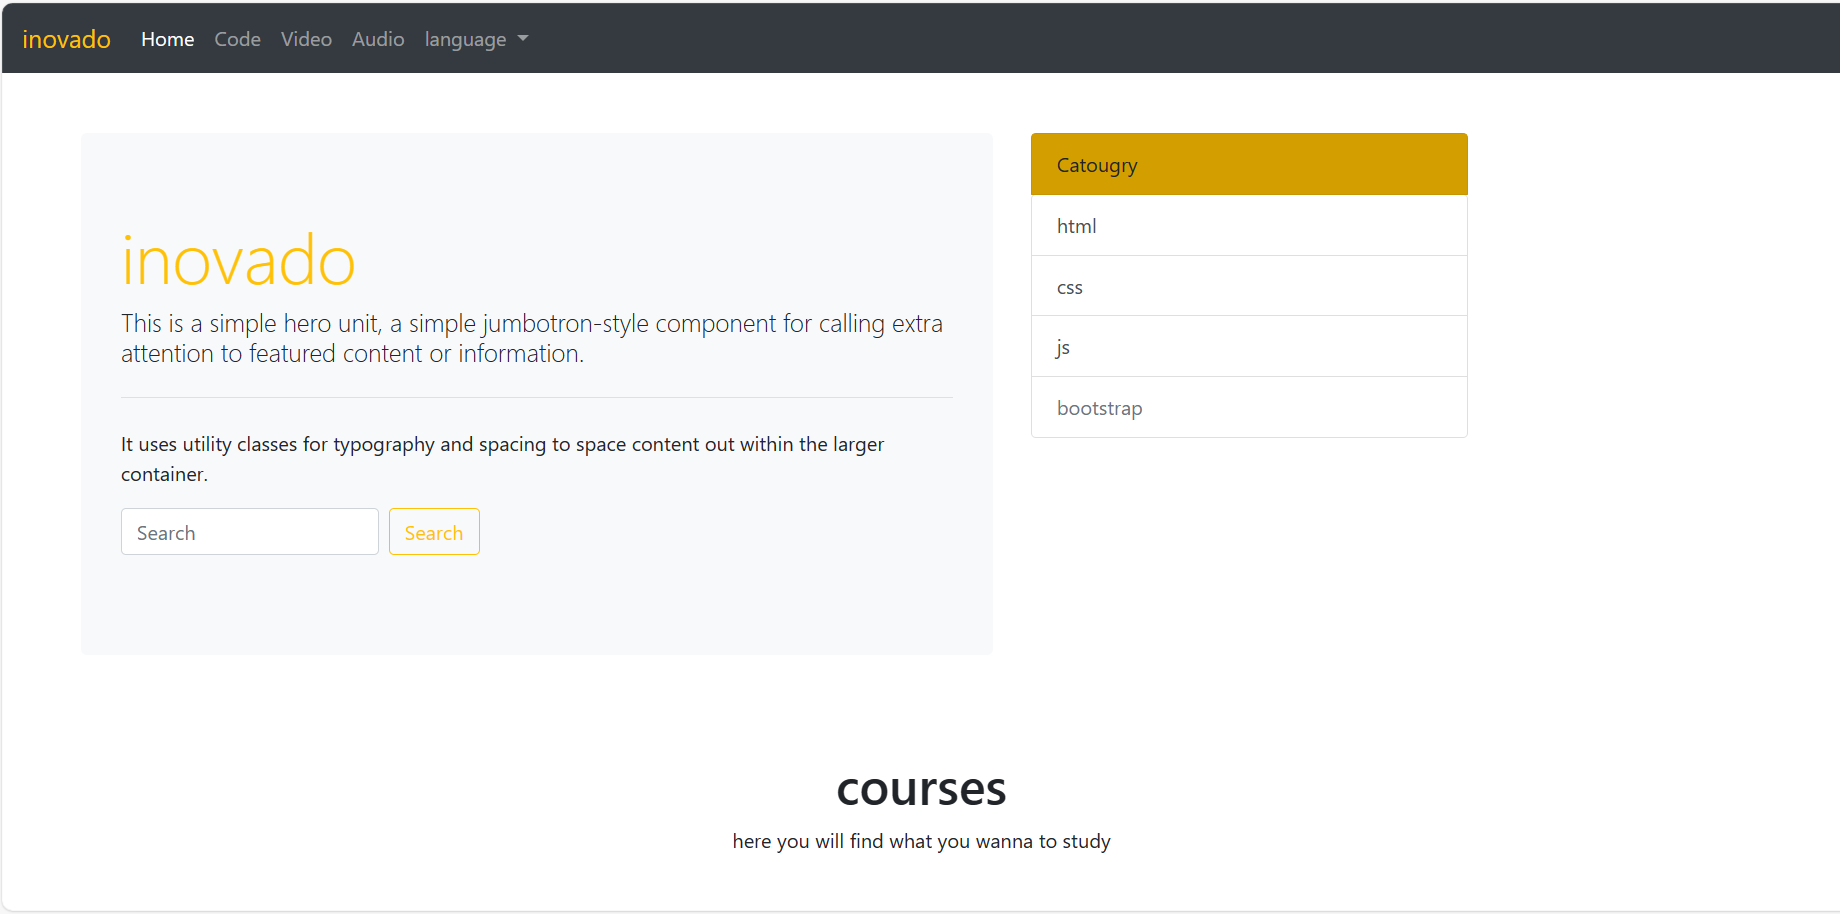 inovado Home Code Video Audio language
inovado
This is a simple hero unit, a simple jumbotron-style component for calling extra
attention to featured content or information.
It uses utility classes for typography and spacing to space content out within the larger
container.
Search Search
Catougry
html
css
js
bootstrap
courses
here you will find what you wanna to study